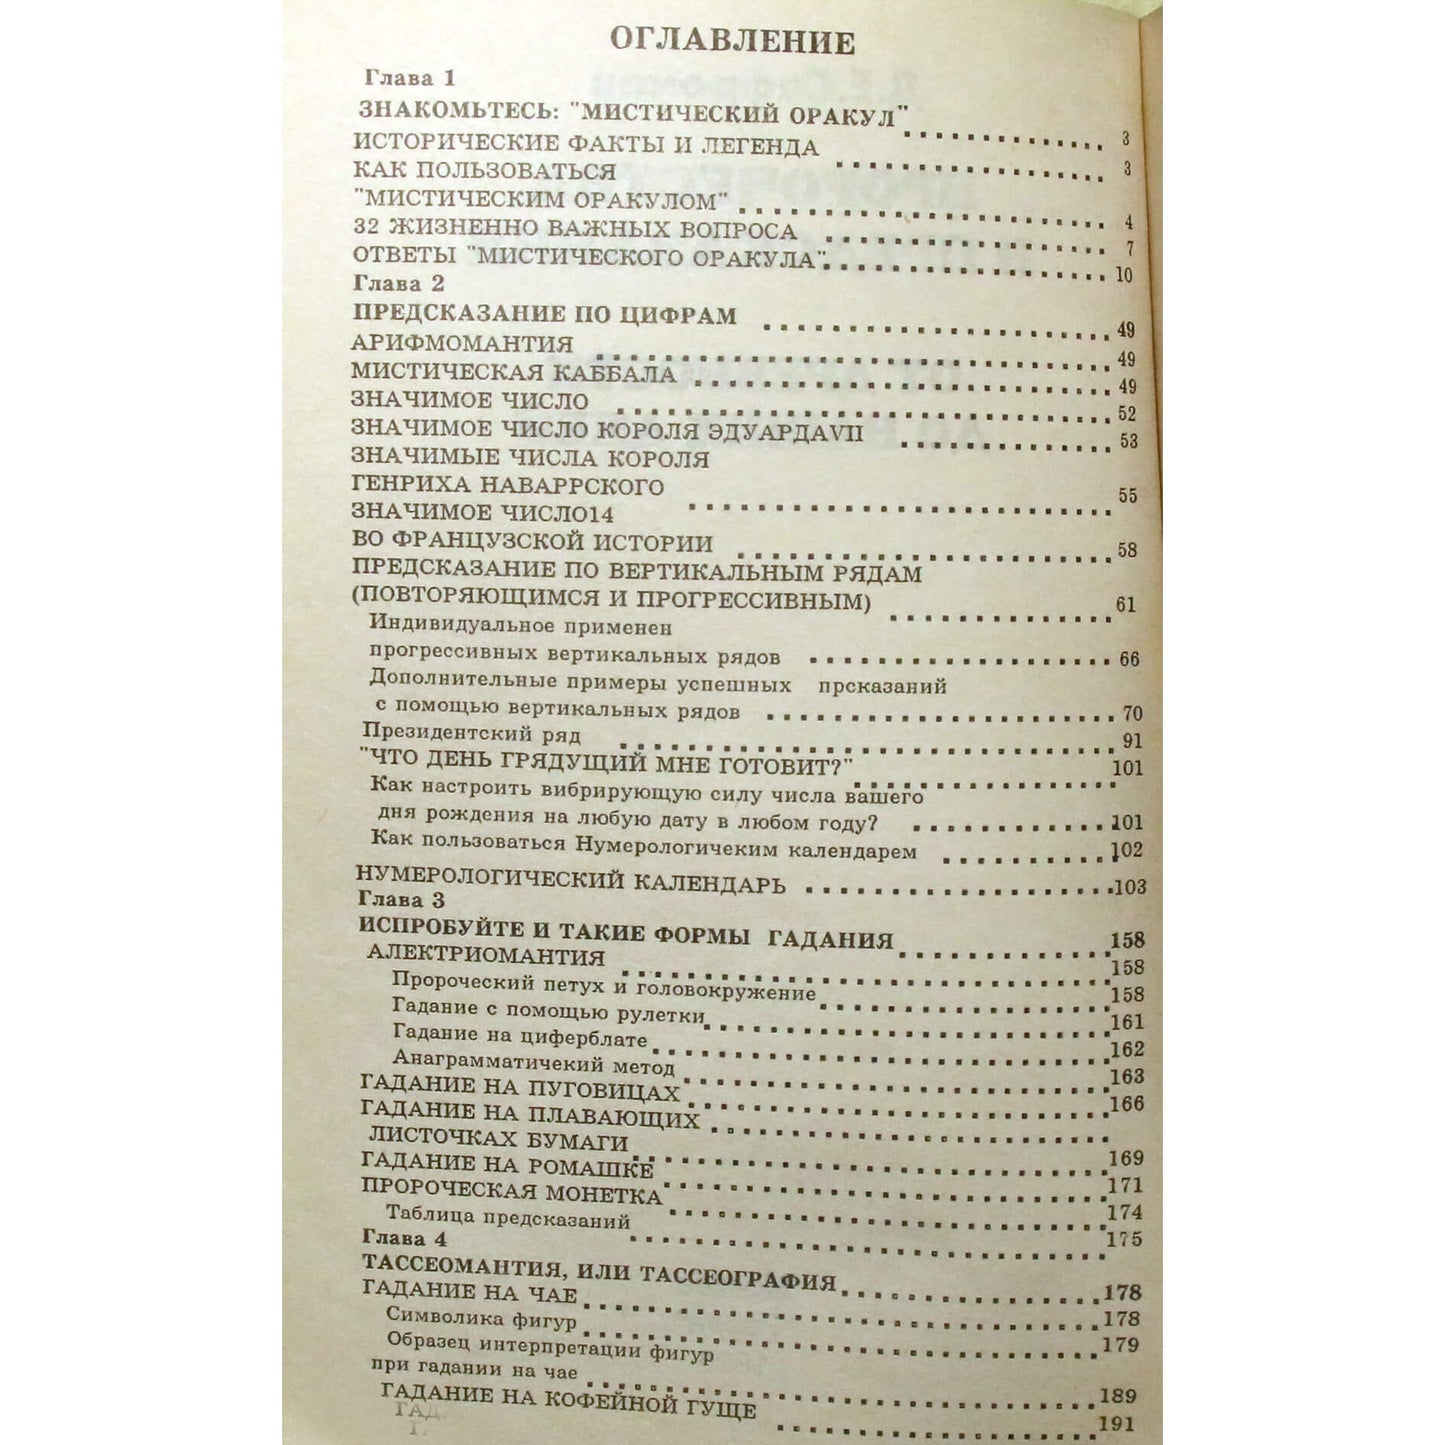 ОГЛАВЛЕНИЕ
Глава 1
ЗНАКОМЬТЕСЬ: "МИСТИЧЕСКИЙ ОРАКУЛ" 3
ИСТОРИЧЕСКИЕ ФАКТЫ И ЛЕГЕНДА 3
КАК ПОЛЬЗОВАТЬСЯ
"МИСТИЧЕСКИМ ОРАКУЛОМ" 4
32 ЖИЗНЕННО ВАЖНЫХ ВОПРОСА 7
ОТВЕТЫ "МИСТИЧЕСКОГО ОРАКУЛА" 10
Глава 2
ПРЕДСКАЗАНИЕ ПО ЦИФРАМ 49
АРИФМОМАНТИЯ 49
МИСТИЧЕСКАЯ КАББАЛА 49
ЗНАЧИМОЕ ЧИСЛО 52
ЗНАЧИМОЕ ЧИСЛО КОРОЛЯ ЭДУАРДАVII 53
ЗНАЧИМЫЕ ЧИСЛА КОРОЛЯ
ГЕНРИХА НАВАРРСКОГО 55
ЗНАЧИМОЕ ЧИСЛО14
ВО ФРАНЦУЗСКОЙ ИСТОРИИ 58
ПРЕДСКАЗАНИЕ ПО ВЕРТИКАЛЬНЫМ РЯДАМ
(ПОВТОРЯЮЩИМСЯ И ПРОГРЕССИВНЫМ) 61
Индивидуальное применен
прогрессивных вертикальных рядов 66
Дополнительные примеры успешных прсказаний
с помощью вертикальных рядов 70
Президентский ряд 91
"ЧТО ДЕНЬ ГРЯДУЩИЙ МНЕ ГОТОВИТ?" 101
Как настроить вибрирующую силу числа вашего
дня рождения на любую дату в любом году? 101
Как пользоваться Нумерологичеким календарем 102
НУМЕРОЛОГИЧЕСКИЙ КАЛЕНДАРЬ 103
Глава 3
ИСПРОБУЙТЕ И ТАКИЕ ФОРМЫ ГАДАНИЯ 158
АЛЕКТРИОМАНТИЯ 158
Пророческий петух и головокружение 158
Гадание с помощью рулетки 161
Гадание на циферблате 162
Анаграмматичекий метод 163
ГАДАНИЕ НА ПУГОВИЦАХ 166
ГАДАНИЕ НА ПЛАВАЮЩИХ
ЛИСТОЧКАХ БУМАГИ 169
ГАДАНИЕ НА РОМАШКЕ 171
ПРОРОЧЕСКАЯ МОНЕТКА 174
Таблица предсказаний 175
Глава 4
ТАССЕОМАНТИЯ, ИЛИ ТАССЕОГРАФИЯ 178
ГАДАНИЕ НА ЧАЕ 178
Символика фигур 179
Образец интерпретации фигур
при гадании на чае 189
ГАДАНИЕ НА КОФЕЙНОЙ ГУЩЕ 191